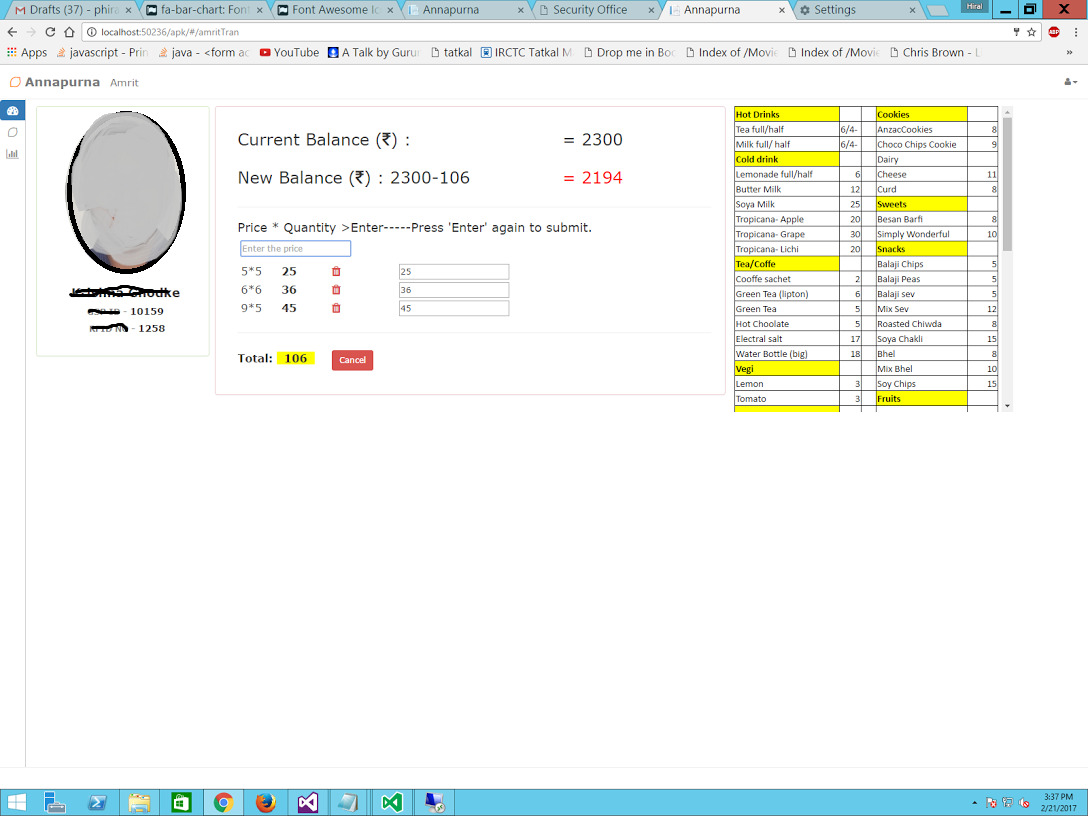 Drafts (37) - phira
fa-bar-chart: Font
Font Awesome Ic
Annapurna
Security Office
Annapurna
Settings
Hiral
localhost:50236/apk/#/amritTran
Apps
javascript - Prin
java - <form ac
YouTube
A Talk by Gurur
tatkal
IRCTC Tatkal M
Drop me in Boc
Index of /Movie
Index of /Movie
Chris Brown - L
»
Annapurna Amrit
Current Balance (₹) : = 2300
New Balance (₹) : 2300-106 = 2194
Price * Quantity >Enter-----Press 'Enter' again to submit.
Enter the price
5*5 25 25
6*6 36 36
9*5 45 45
Total: 106 Cancel
- 10159
- 1258
Hot Drinks Cookies
Tea full/half 6/4- AnzacCookies 8
Milk full/ half 6/4- Choco Chips Cookie 9
Cold drink Dairy
Lemonade full/half 6 Cheese 11
Butter Milk 12 Curd 8
Soya Milk 25 Sweets
Tropicana- Apple 20 Besan Barfi 8
Tropicana- Grape 30 Simply Wonderful 10
Tropicana- Lichi 20 Snacks
Tea/Coffe Balaji Chips 5
Cooffe sachet 2 Balaji Peas 5
Green Tea (lipton) 6 Balaji sev 5
Green Tea 5 Mix Sev 12
Hot Choolate 5 Roasted Chiwda 8
Electral salt 17 Soya Chakli 15
Water Bottle (big) 18 Bhel 8
Vegi Mix Bhel 10
Lemon 3 Soy Chips 15
Tomato 3 Fruits
3:37 PM
2/21/2017